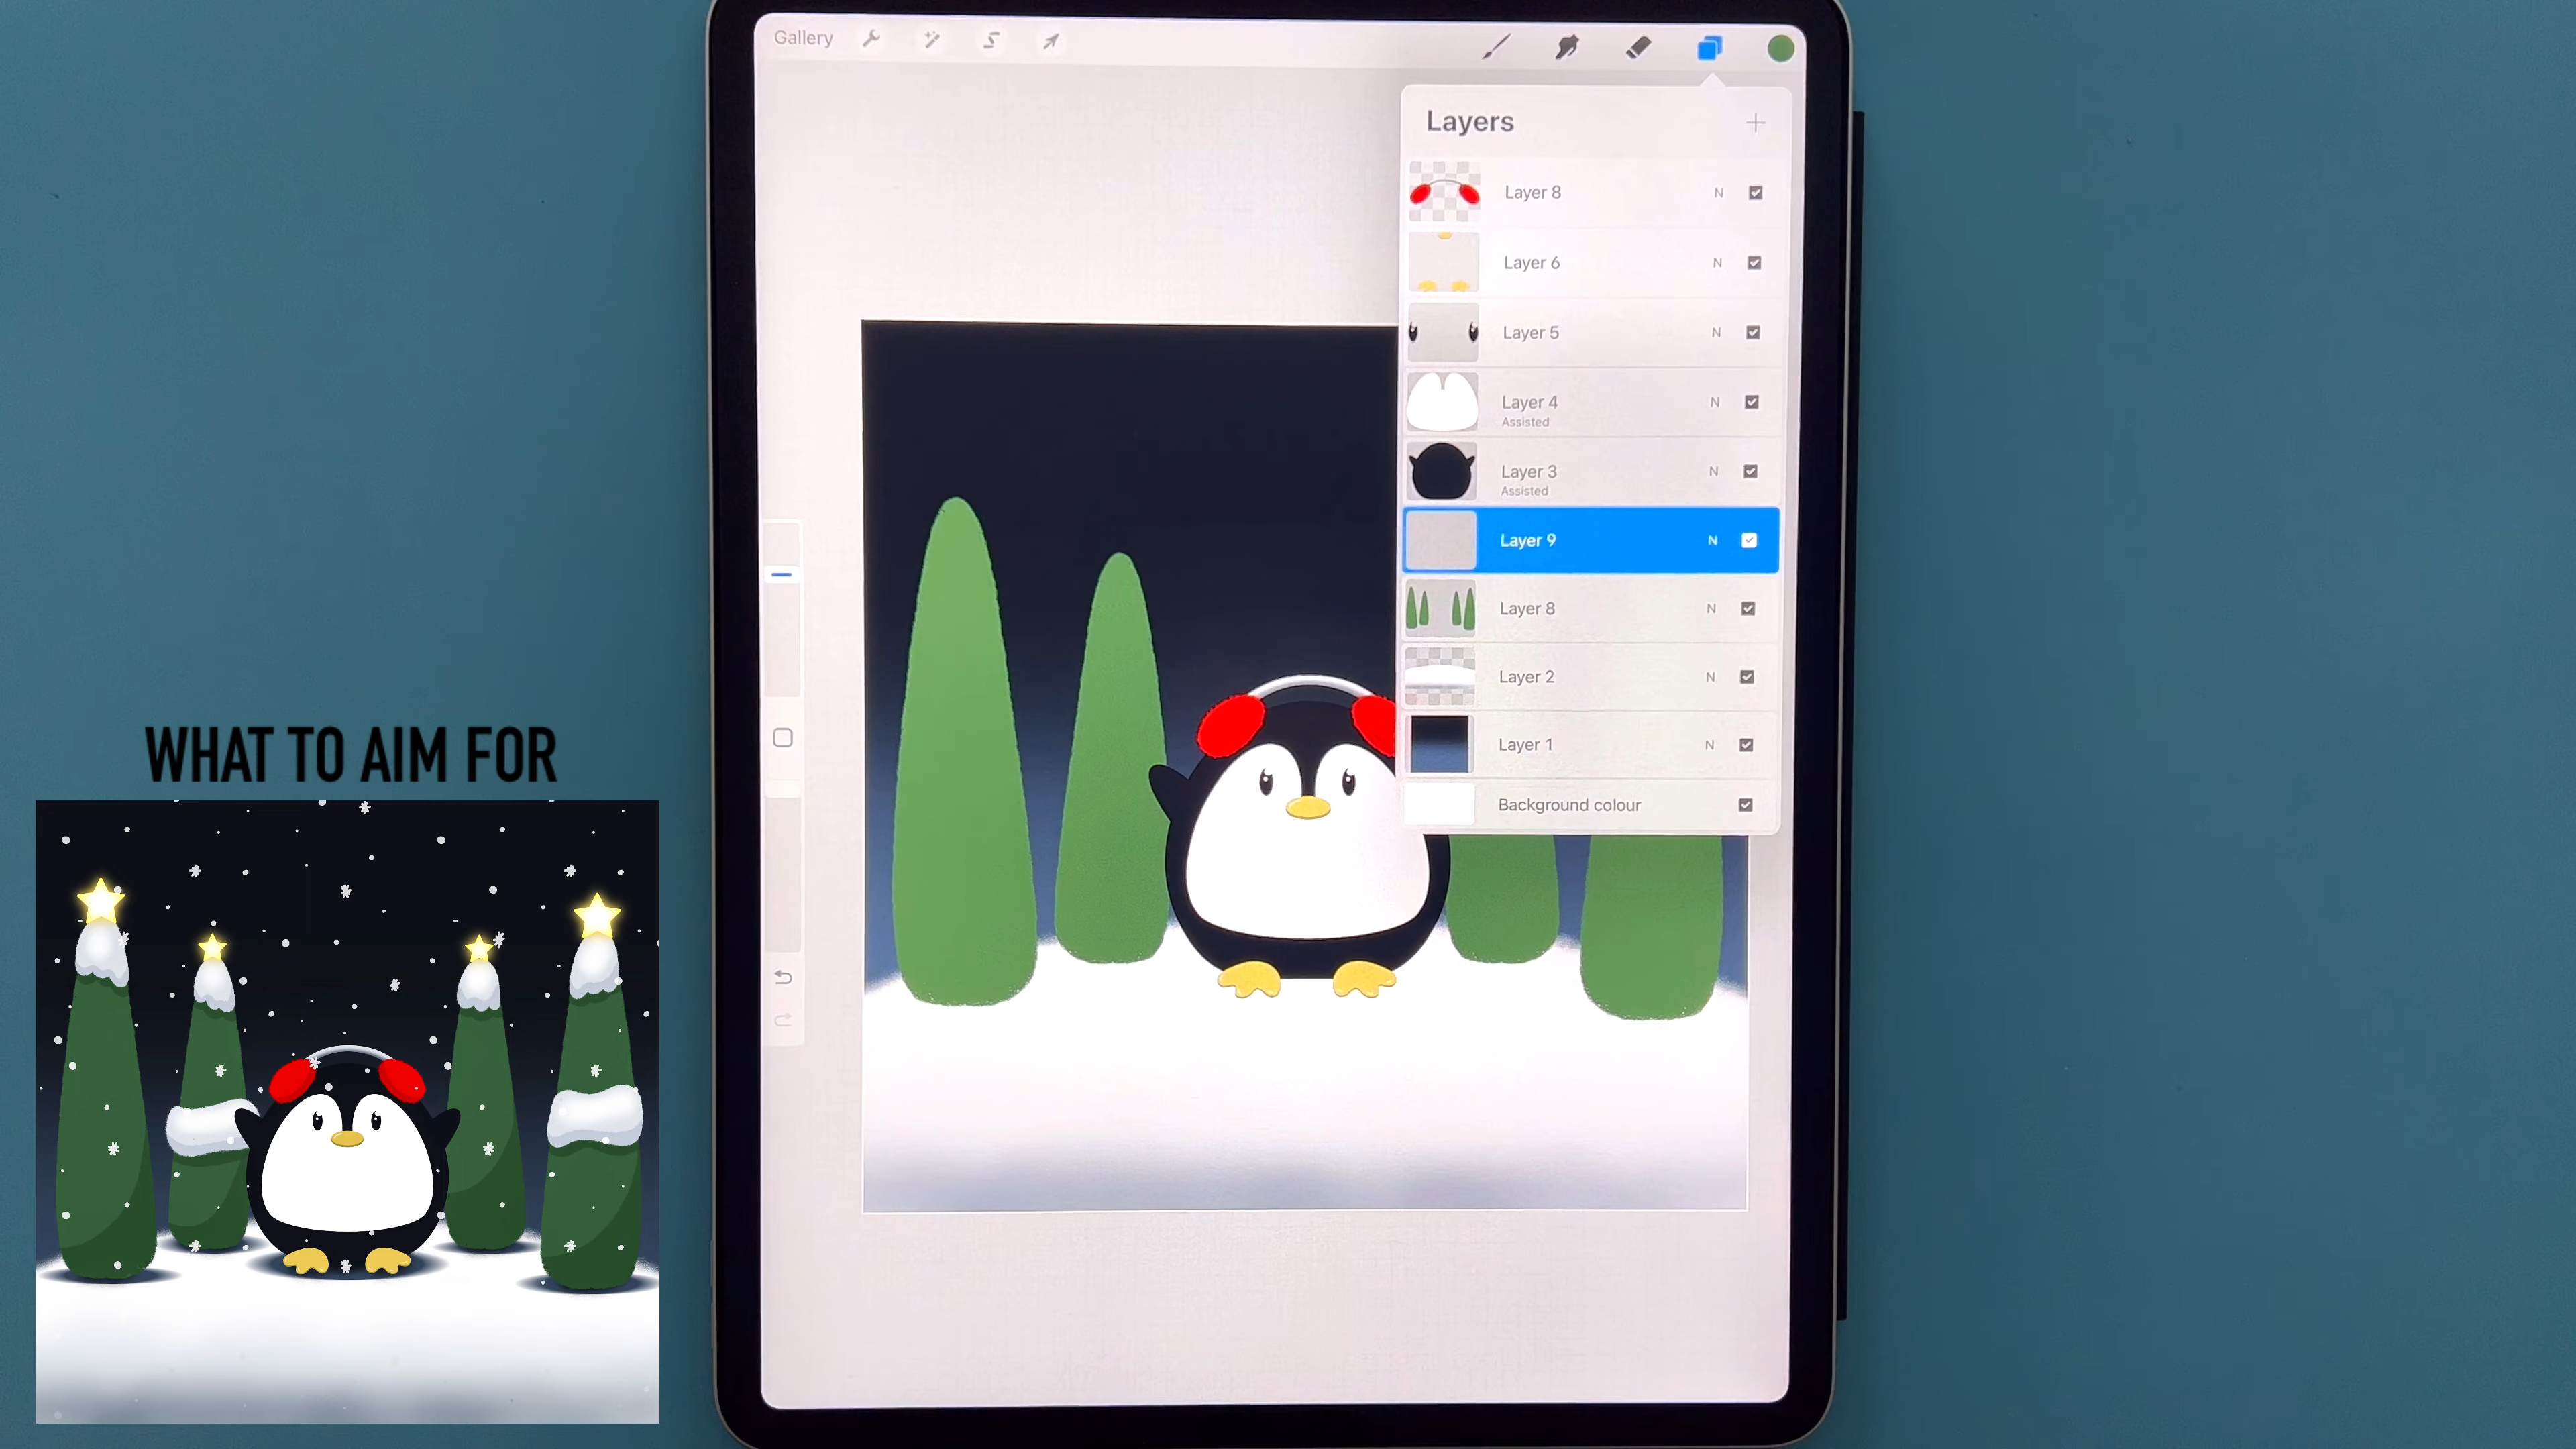 Gallery
Layers
Layer 8 N
Layer 6 N
Layer 5 N
Layer 4 N
Assisted
Layer 3 N
Assisted
Layer 9 N
Layer 8 N
Layer 2 N
Layer 1 N
Background colour
WHAT TO AIM FOR